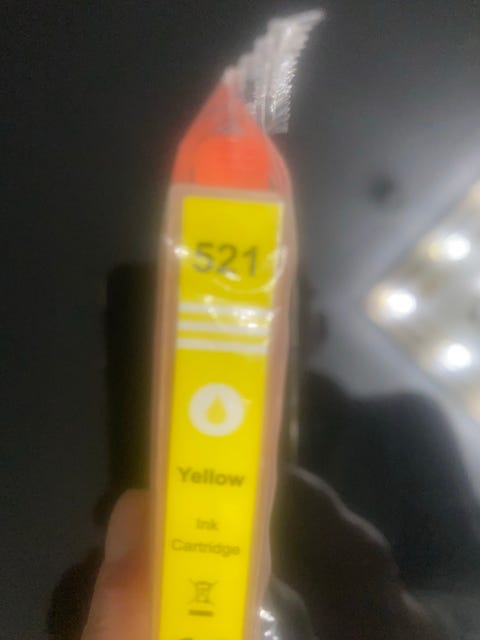 521
Yellow
Ink
Cartridge